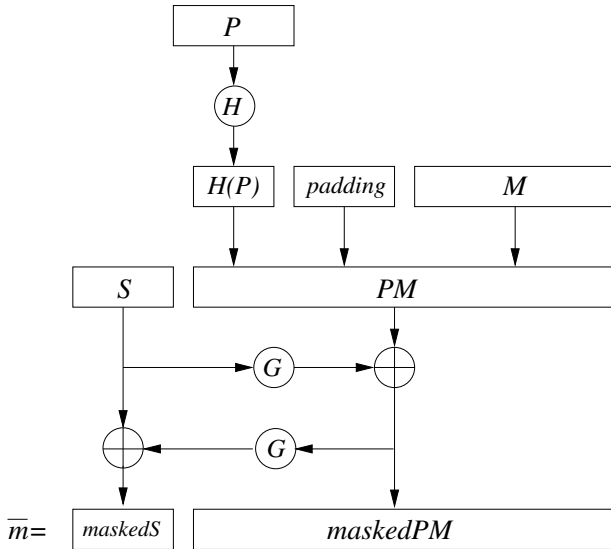 P
H
H(P) padding M
S PM
G
G
m̅= maskedS maskedPM